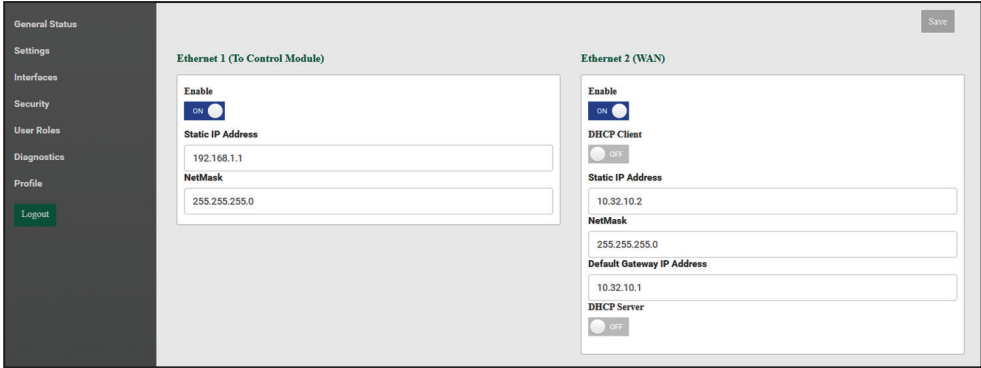 General Status
Settings
Interfaces
Security
User Roles
Diagnostics
Profile
Logout
Save
Ethernet 1 (To Control Module)
Enable
ON
Static IP Address
192.168.1.1
NetMask
255.255.255.0
Ethernet 2 (WAN)
Enable
ON
DHCP Client
OFF
Static IP Address
10.32.10.2
NetMask
255.255.255.0
Default Gateway IP Address
10.32.10.1
DHCP Server
OFF